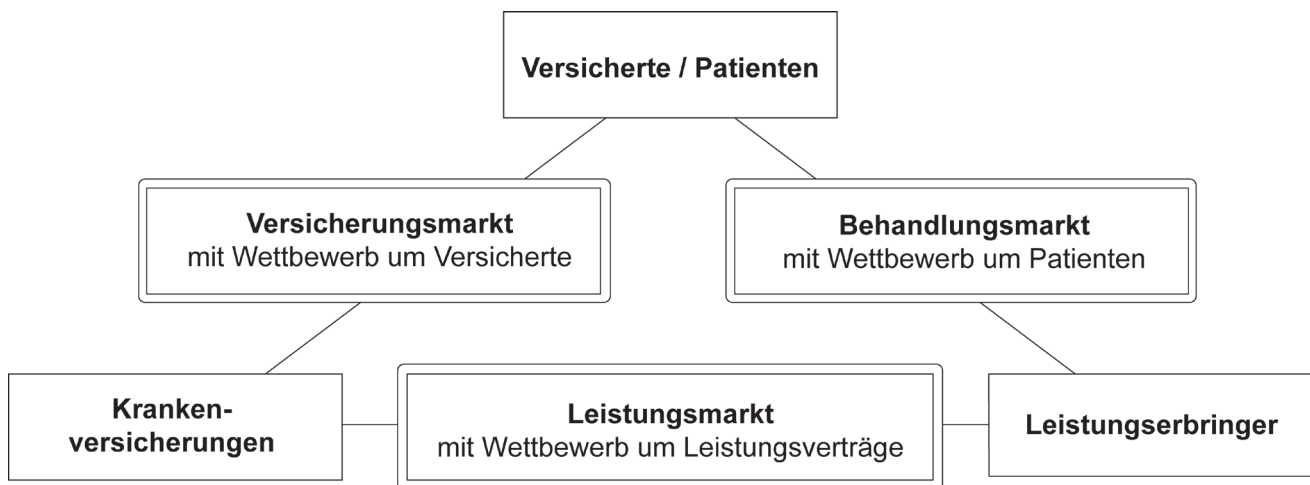 Versicherte / Patienten
Versicherungsmarkt
mit Wettbewerb um Versicherte
Behandlungsmarkt
mit Wettbewerb um Patienten
Kranken-
versicherungen
Leistungsmarkt
mit Wettbewerb um Leistungsverträge
Leistungserbringer